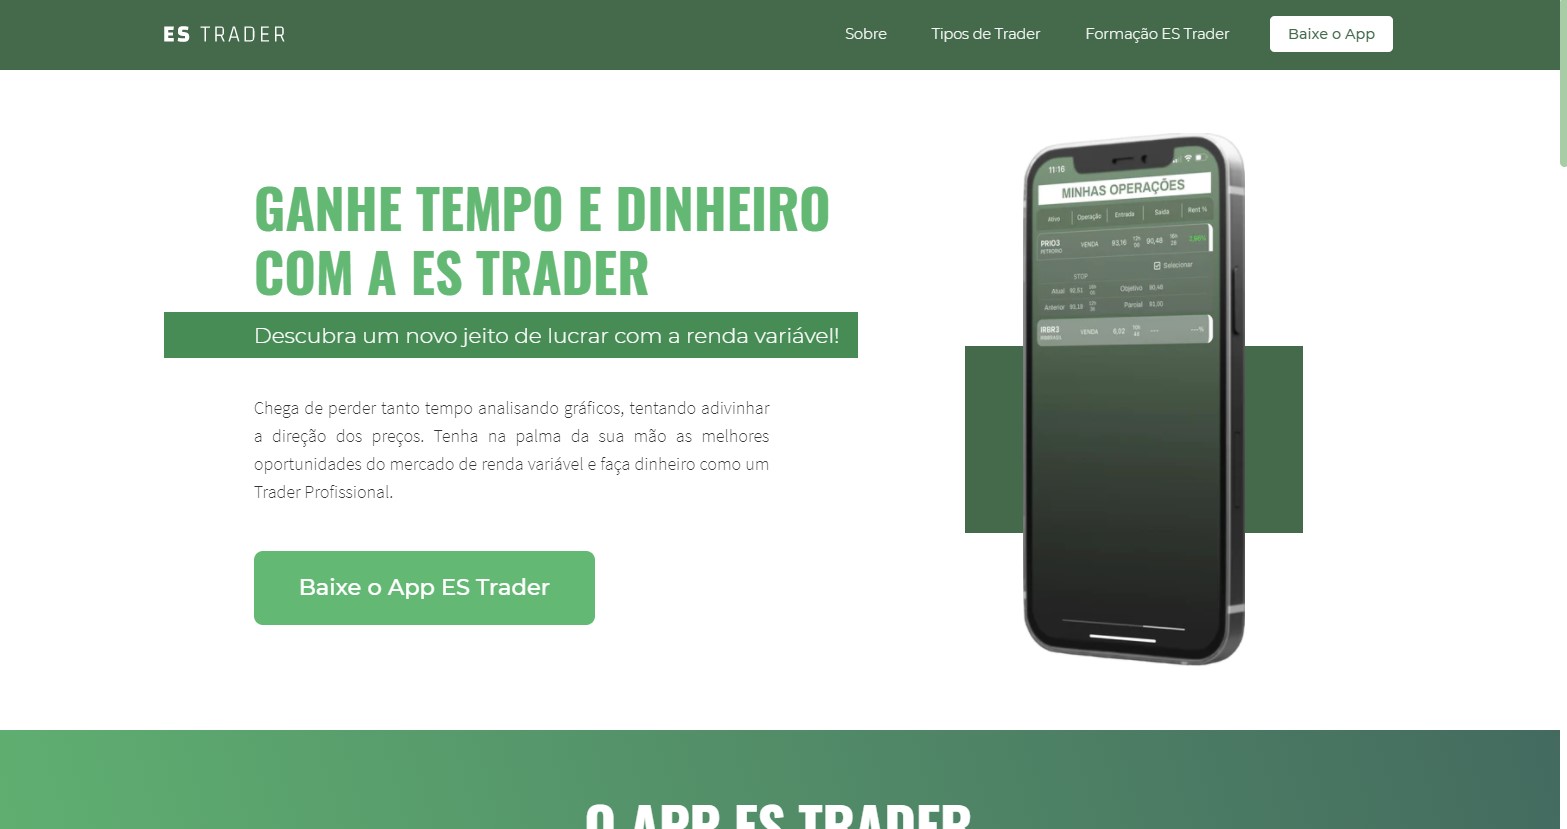 ES TRADER
Sobre
Tipos de Trader
Formação ES Trader
Baixe o App
GANHE TEMPO E DINHEIRO
COM A ES TRADER
Descubra um novo jeito de lucrar com a renda variável!
Chega de perder tanto tempo analisando gráficos, tentando adivinhar
a direção dos preços. Tenha na palma da sua mão as melhores
oportunidades do mercado de renda variável e faça dinheiro como um
Trader Profissional.
Baixe o App ES Trader
11:16
MINHAS OPERAÇÕES
Ativo Operação Entrada Saída Rent %
PRIO3 VENDA 93,16 90,46 2,98%
PETRORIO
Selecionar
STOP
Atual 90,51 Objetivo 90,48
Anterior 93,18 Parcial 91,00
IRBR3 VENDA 6,02 ---- ----%
O APP ES TRADER